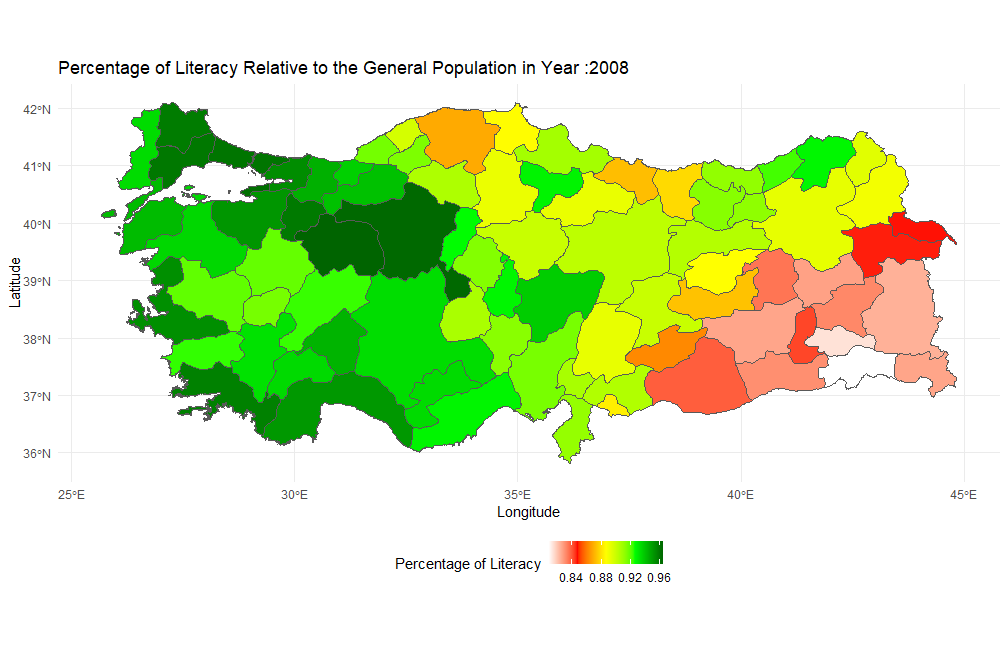 Percentage of Literacy Relative to the General Population in Year :2008
42°N
41°N
40°N
39°N
38°N
37°N
36°N
Latitude
25°E
30°E
35°E
40°E
45°E
Longitude
Percentage of Literacy
0.84 0.88 0.92 0.96